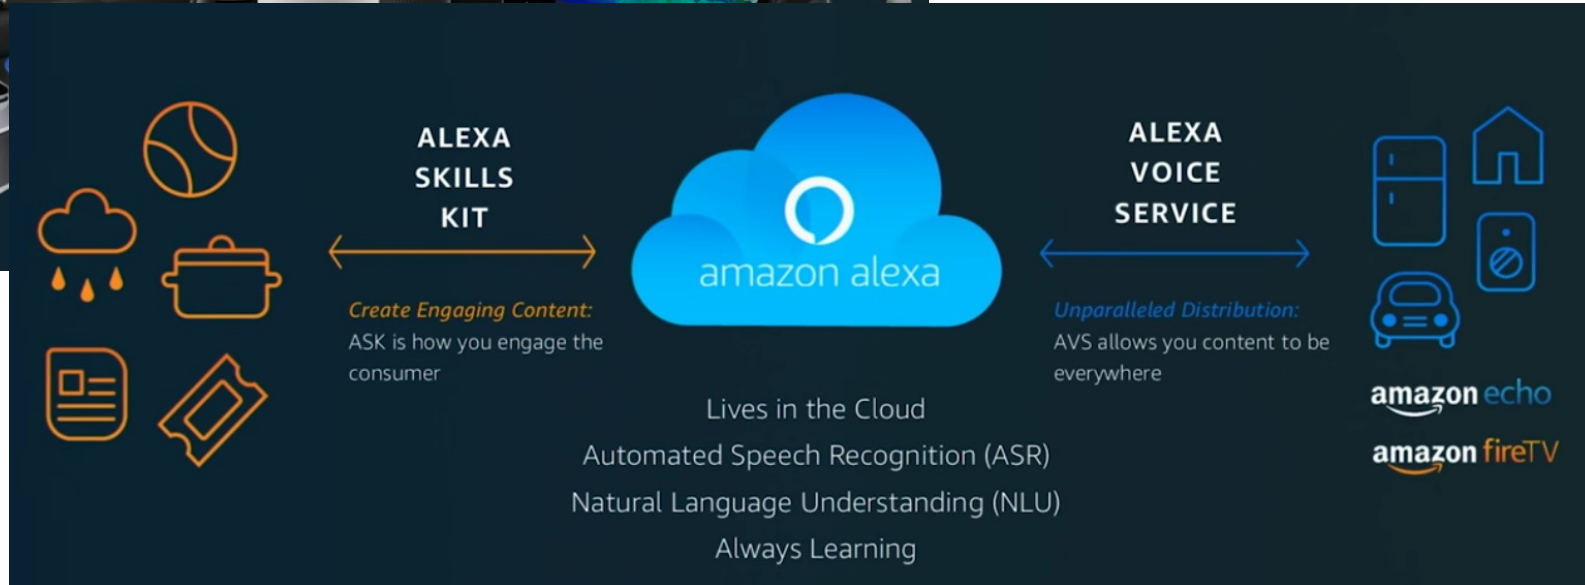 ALEXA
SKILLS
KIT
Create Engaging Content:
ASK is how you engage the
consumer
amazon alexa
Lives in the Cloud
Automated Speech Recognition (ASR)
Natural Language Understanding (NLU)
Always Learning
ALEXA
VOICE
SERVICE
Unparalleled Distribution:
AVS allows you content to be
everywhere
amazon echo
amazon fireTV